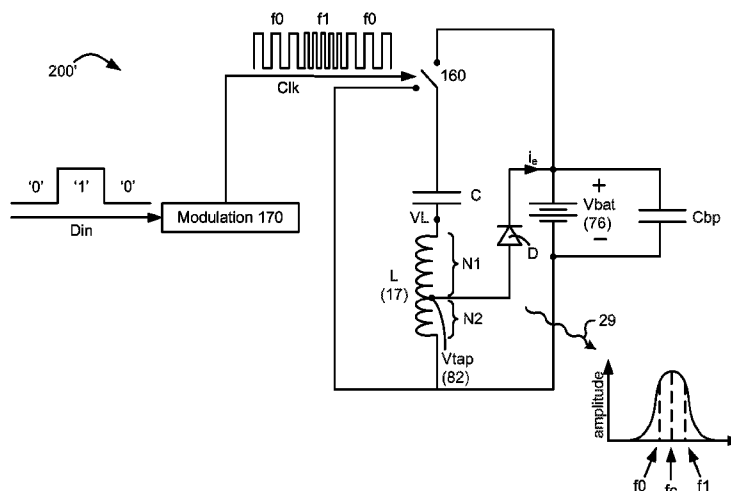 f0 f1 f0
200'
Clk
160
'0' '1' '0'
Din
Modulation 170
C
VL
L
(17)
N1
N2
Vtap
(82)
D
ie
+
Vbat
(76)
–
Cbp
29
amplitude
f0 fc f1